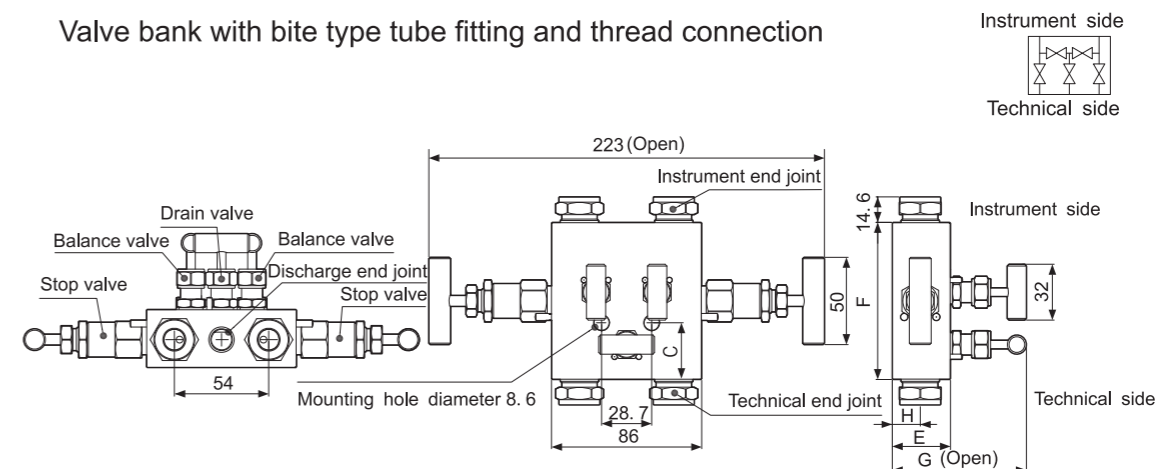 Valve bank with bite type tube fitting and thread connection
Instrument side
Technical side
223 (Open)
Instrument end joint
14. 6
Instrument side
Drain valve
Balance valve
Balance valve
Discharge end joint
Stop valve
Stop valve
50
F
32
C
54
Mounting hole diameter 8. 6
Technical end joint
Technical side
28. 7
86
H
E
G (Open)